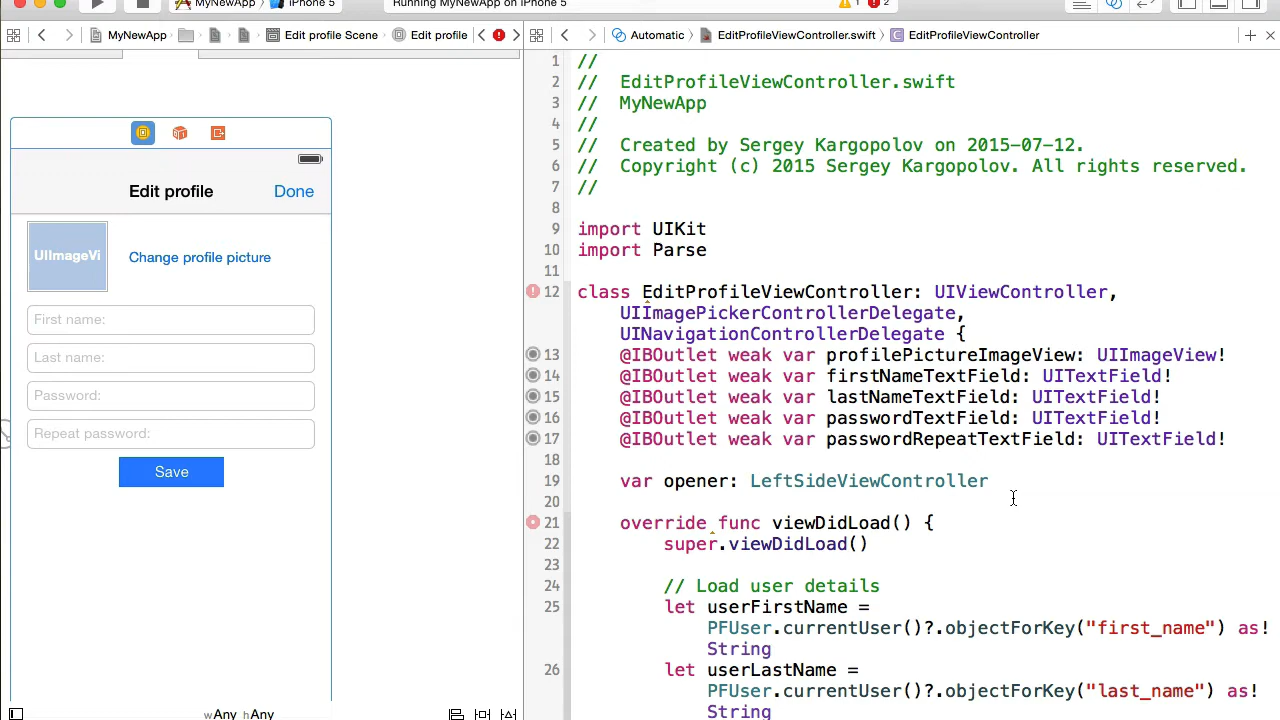 MyNewApp iPhone 5 Running MyNewApp on iPhone 5 1 2
MyNewApp Edit profile Scene Edit profile Automatic EditProfileViewController.swift EditProfileViewController
Edit profile Done
UIImageVi Change profile picture
First name:
Last name:
Password:
Repeat password:
Save
wAny hAny
1 //
2 // EditProfileViewController.swift
3 // MyNewApp
4 //
5 // Created by Sergey Kargopolov on 2015-07-12.
6 // Copyright (c) 2015 Sergey Kargopolov. All rights reserved.
7 //
8
9 import UIKit
10 import Parse
11
12 class EditProfileViewController: UIViewController,
UIImagePickerControllerDelegate,
UINavigationControllerDelegate {
13 @IBOutlet weak var profilePictureImageView: UIImageView!
14 @IBOutlet weak var firstNameTextField: UITextField!
15 @IBOutlet weak var lastNameTextField: UITextField!
16 @IBOutlet weak var passwordTextField: UITextField!
17 @IBOutlet weak var passwordRepeatTextField: UITextField!
18
19 var opener: LeftSideViewController
20
21 override func viewDidLoad() {
22 super.viewDidLoad()
23
24 // Load user details
25 let userFirstName =
PFUser.currentUser()?.objectForKey("first_name") as!
String
26 let userLastName =
PFUser.currentUser()?.objectForKey("last_name") as!
String